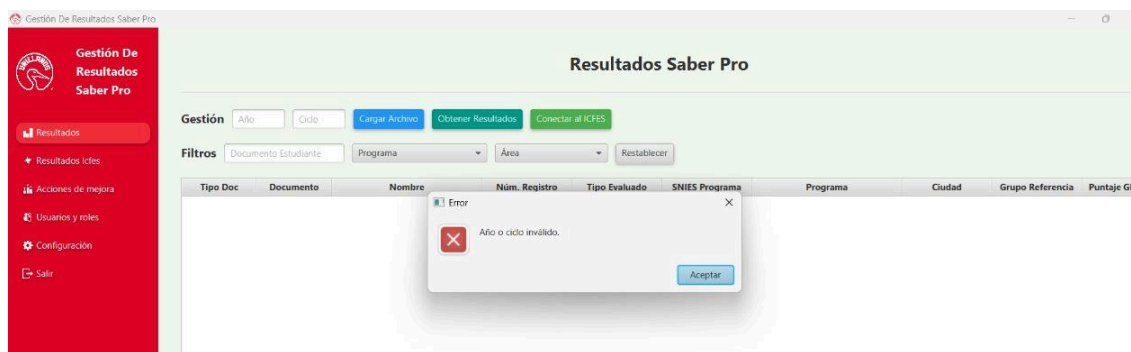 Gestión De Resultados Saber Pro
UNILLANOS
Gestión De
Resultados
Saber Pro
Resultados
Resultados Icfes
Acciones de mejora
Usuarios y roles
Configuración
Salir
Resultados Saber Pro
Gestión Año Ciclo Cargar Archivo Obtener Resultados Conectar al ICFES
Filtros Documento Estudiante Programa Área Restablecer
Tipo Doc Documento Nombre Núm. Registro Tipo Evaluado SNIES Programa Programa Ciudad Grupo Referencia Puntaje Gl
Error
Año o ciclo inválido.
Aceptar